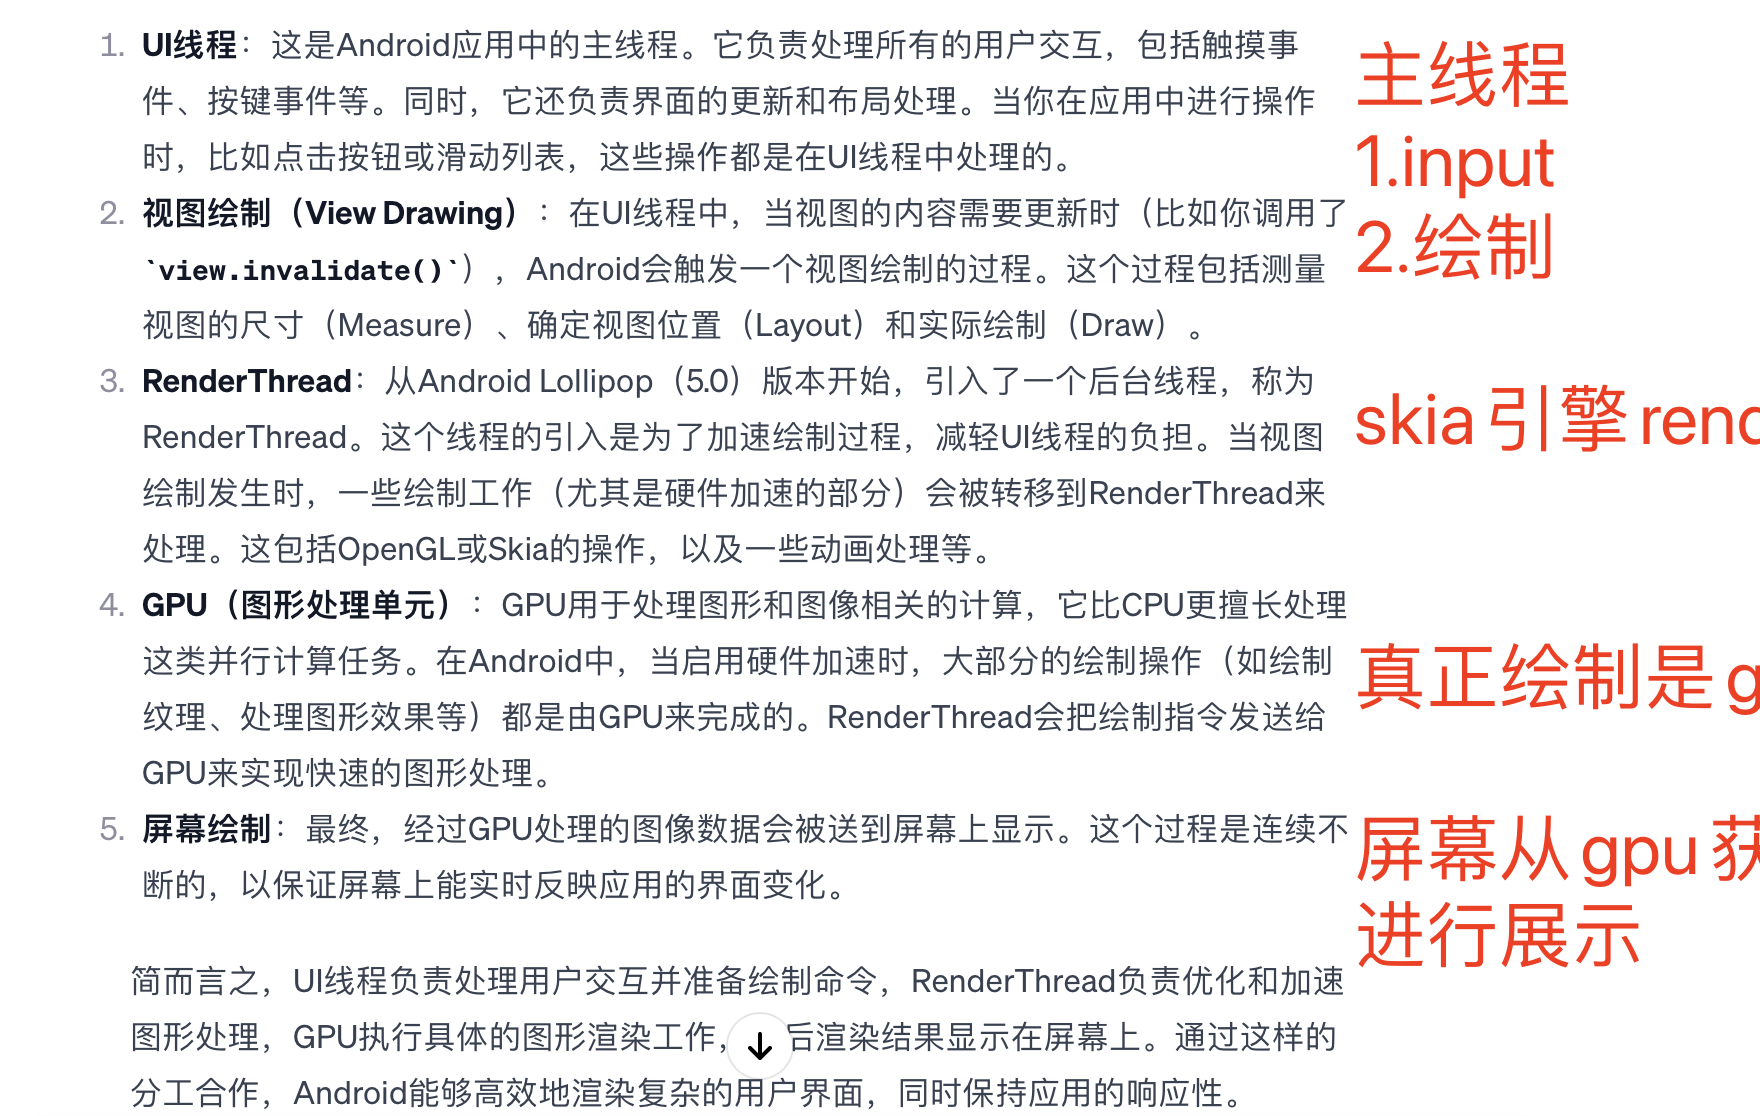 1. UI线程：这是Android应用中的主线程。它负责处理所有的用户交互，包括触摸事
件、按键事件等。同时，它还负责界面的更新和布局处理。当你在应用中进行操作
时，比如点击按钮或滑动列表，这些操作都是在UI线程中处理的。
2. 视图绘制（View Drawing）：在UI线程中，当视图的内容需要更新时（比如你调用了
`view.invalidate()`），Android会触发一个视图绘制的过程。这个过程包括测量
视图的尺寸（Measure）、确定视图位置（Layout）和实际绘制（Draw）。
3. RenderThread：从Android Lollipop（5.0）版本开始，引入了一个后台线程，称为
RenderThread。这个线程的引入是为了加速绘制过程，减轻UI线程的负担。当视图
绘制发生时，一些绘制工作（尤其是硬件加速的部分）会被转移到RenderThread来
处理。这包括OpenGL或Skia的操作，以及一些动画处理等。
4. GPU（图形处理单元）：GPU用于处理图形和图像相关的计算，它比CPU更擅长处理
这类并行计算任务。在Android中，当启用硬件加速时，大部分的绘制操作（如绘制
纹理、处理图形效果等）都是由GPU来完成的。RenderThread会把绘制指令发送给
GPU来实现快速的图形处理。
5. 屏幕绘制：最终，经过GPU处理的图像数据会被送到屏幕上显示。这个过程是连续不
断的，以保证屏幕上能实时反映应用的界面变化。
简而言之，UI线程负责处理用户交互并准备绘制命令，RenderThread负责优化和加速
图形处理，GPU执行具体的图形渲染工作，后渲染结果显示在屏幕上。通过这样的
分工合作，Android能够高效地渲染复杂的用户界面，同时保持应用的响应性。
主线程
1.input
2.绘制
skia 引擎 rend
真正绘制是 g
屏幕从 gpu 获
进行展示